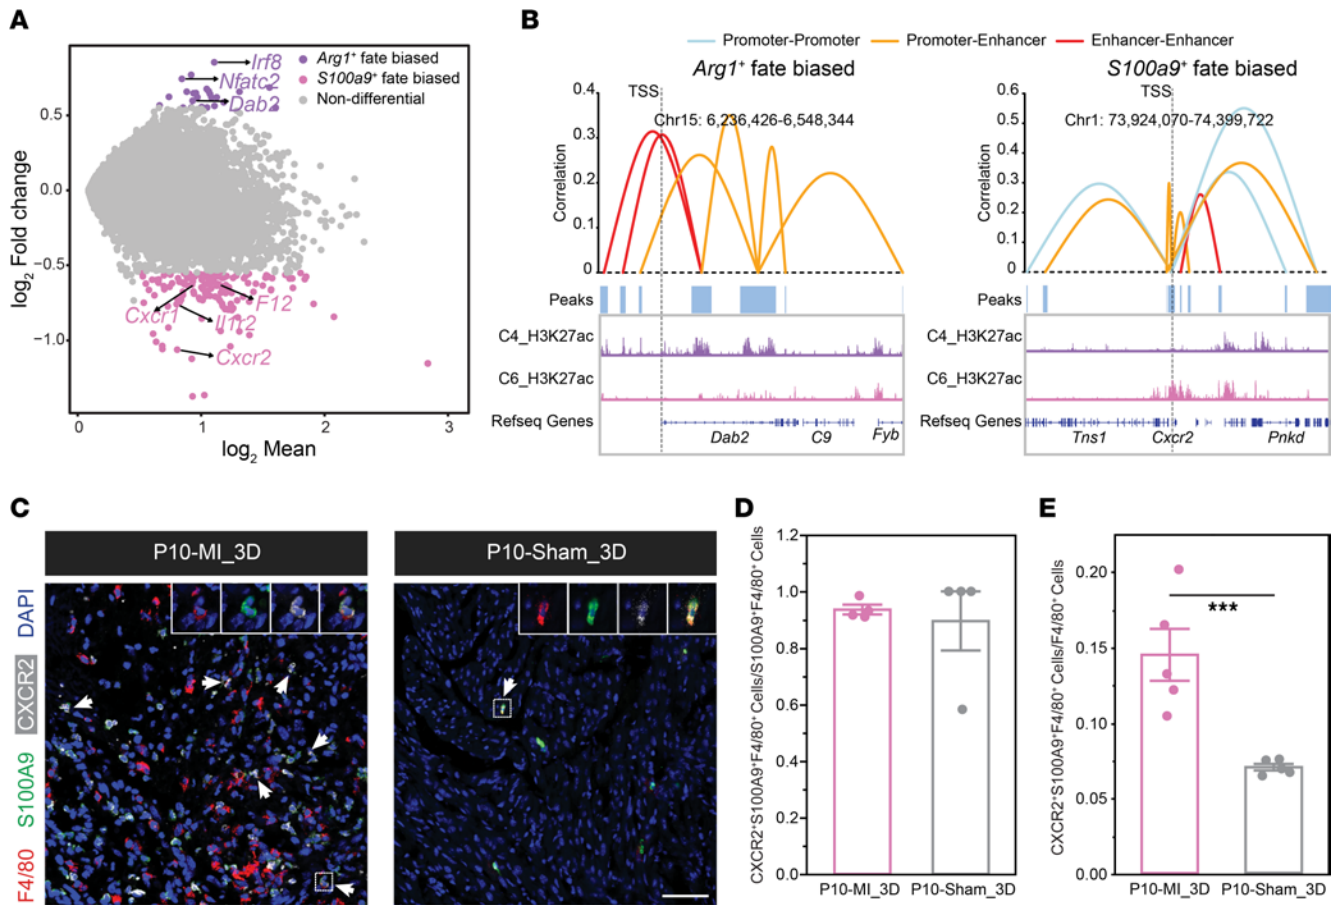 A
log2 Fold change
0.5
0.0
−0.5
−1.0
0
1
2
3
log2 Mean
Irf8
Nfatc2
Dab2
Arg1+ fate biased
S100a9+ fate biased
Non-differential
Cxcr1
Il1r2
F12
Cxcr2
B
Promoter-Promoter
Promoter-Enhancer
Enhancer-Enhancer
Arg1+ fate biased
TSS
Chr15: 6,236,426-6,548,344
Correlation
0.4
0.3
0.2
0.1
0
Peaks
C4_H3K27ac
C6_H3K27ac
Refseq Genes
Dab2
C9
Fyb
S100a9+ fate biased
TSS
Chr1: 73,924,070-74,399,722
Correlation
0.6
0.5
0.4
0.3
0.2
0.1
0
Peaks
C4_H3K27ac
C6_H3K27ac
Refseq Genes
Tns1
Cxcr2
Pnkd
C
P10-MI_3D
P10-Sham_3D
F4/80 S100A9 CXCR2 DAPI
D
CXCR2+S100A9+F4/80+ Cells/S100A9+F4/80+ Cells
1.2
1.0
0.8
0.6
0.4
0.2
0.0
P10-MI_3D
P10-Sham_3D
E
CXCR2+S100A9+F4/80+ Cells/F4/80+ Cells
0.20
0.15
0.10
0.05
0.00
***
P10-MI_3D
P10-Sham_3D